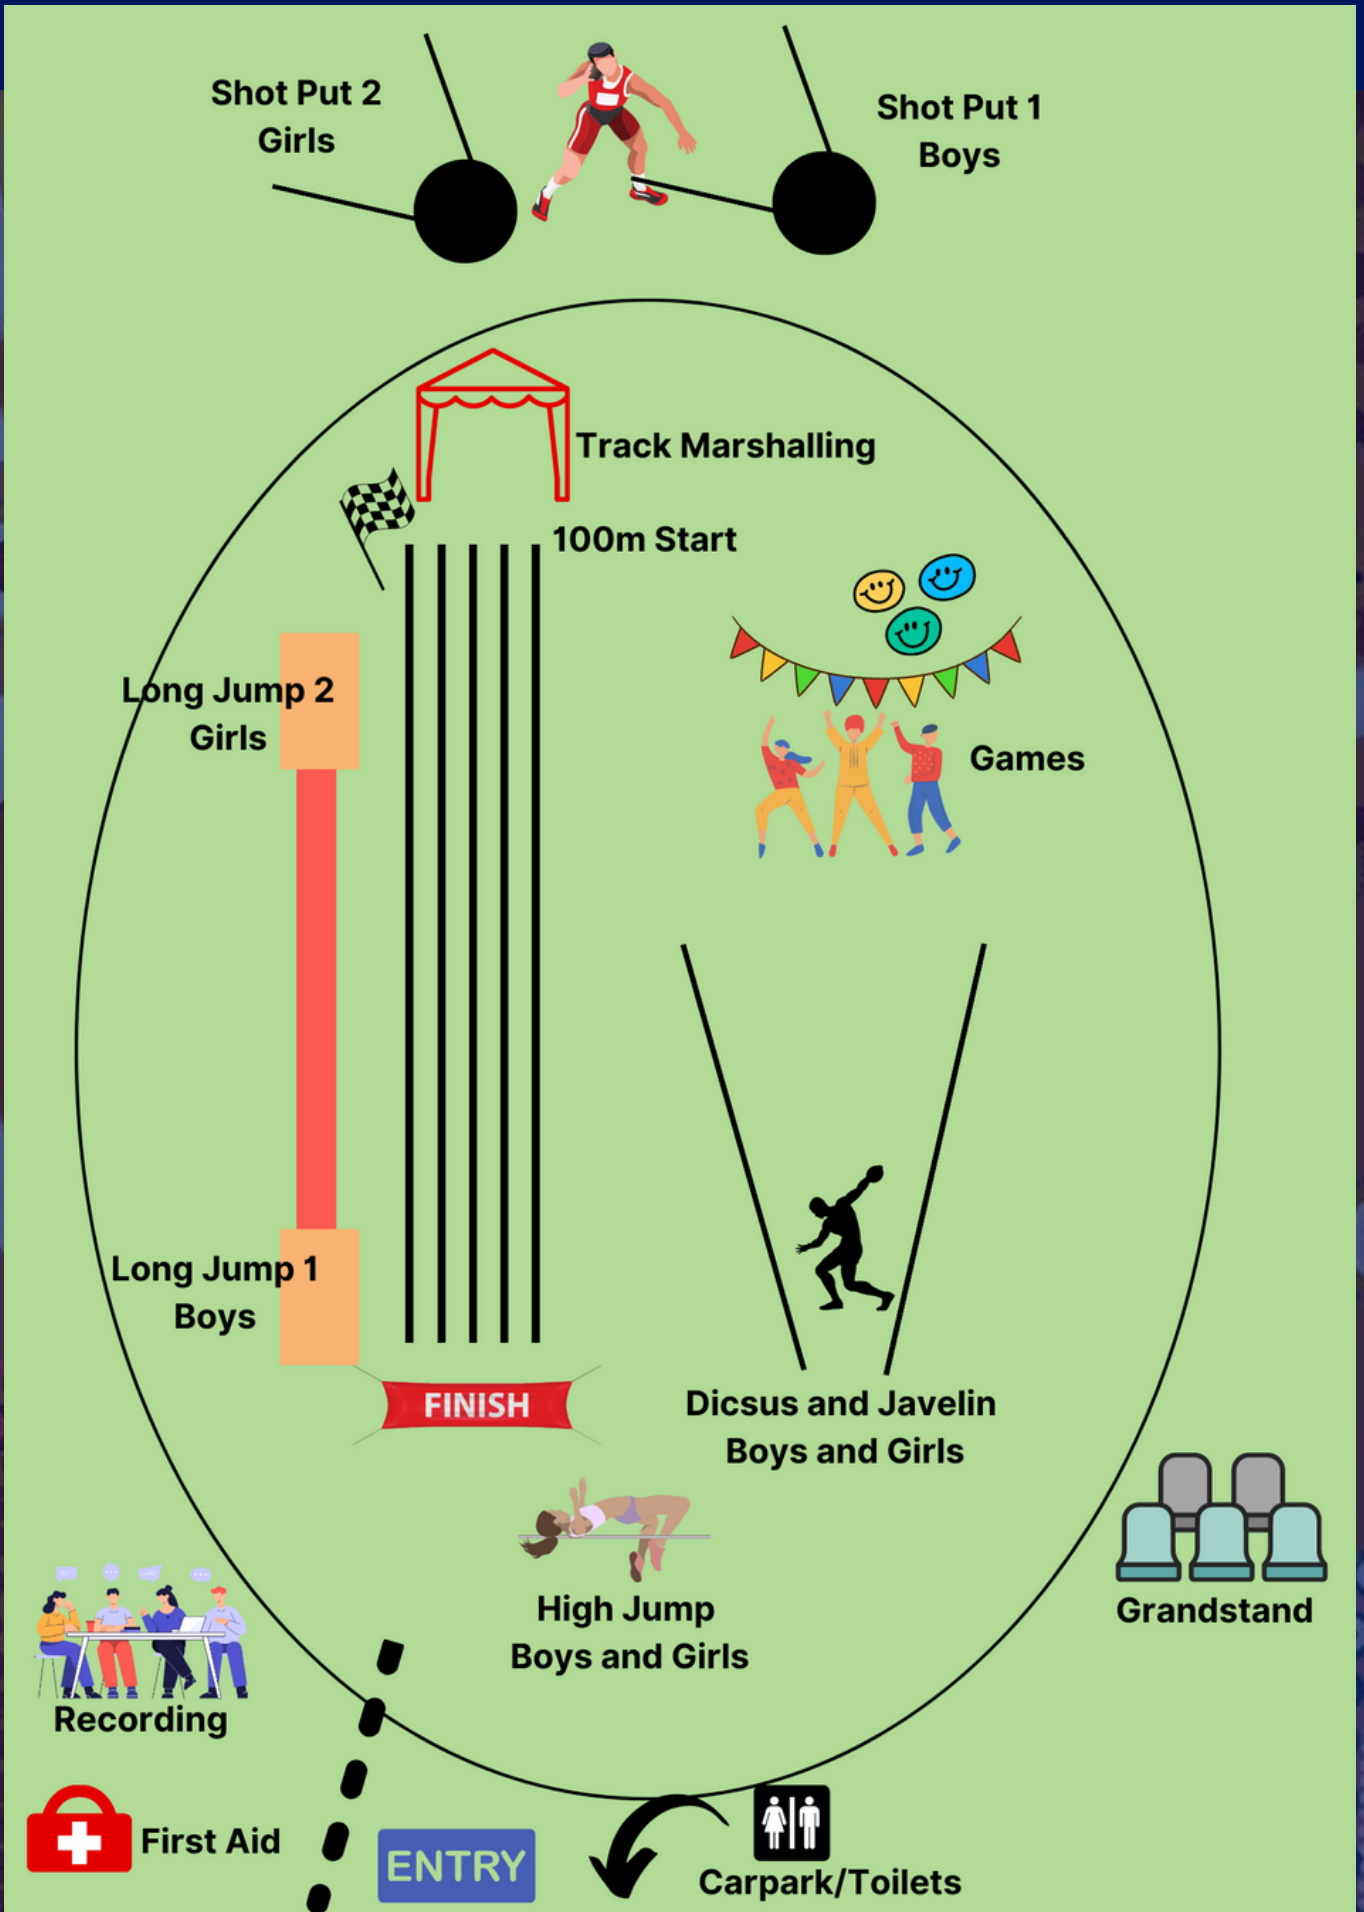 Shot Put 2
Girls
Shot Put 1
Boys
Track Marshalling
100m Start
Long Jump 2
Girls
Games
Long Jump 1
Boys
FINISH
Dicsus and Javelin
Boys and Girls
High Jump
Boys and Girls
Grandstand
Recording
First Aid
ENTRY
Carpark/Toilets